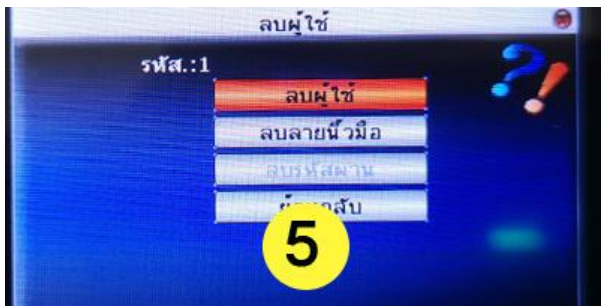 ลบผู้ใช้
รหัส.:1
ลบผู้ใช้
ลบลายนิ้วมือ
ลบรหัสผ่าน
5